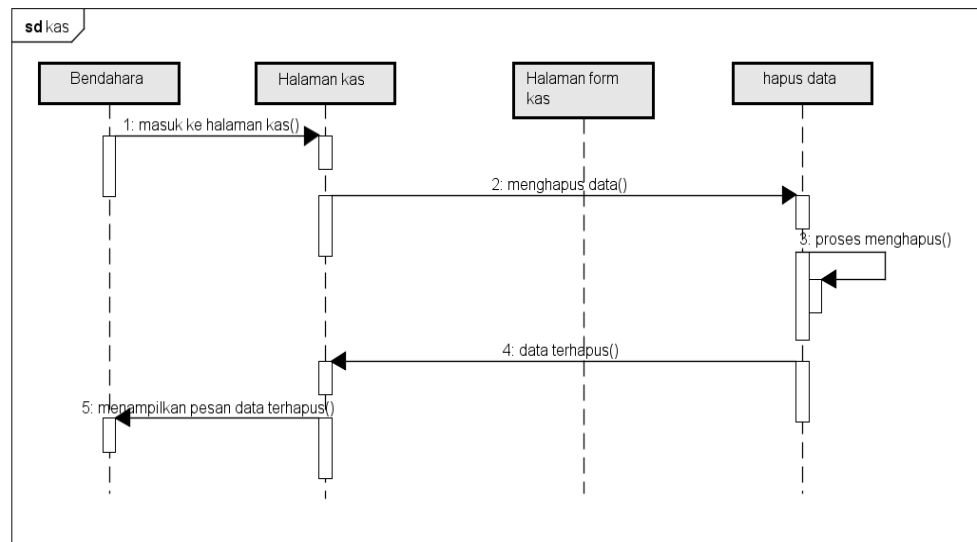 sd kas
Bendahara
Halaman kas
Halaman form
kas
hapus data
1: masuk ke halaman kas()
2: menghapus data()
3: proses menghapus()
4: data terhapus()
5: menampilkan pesan data terhapus()